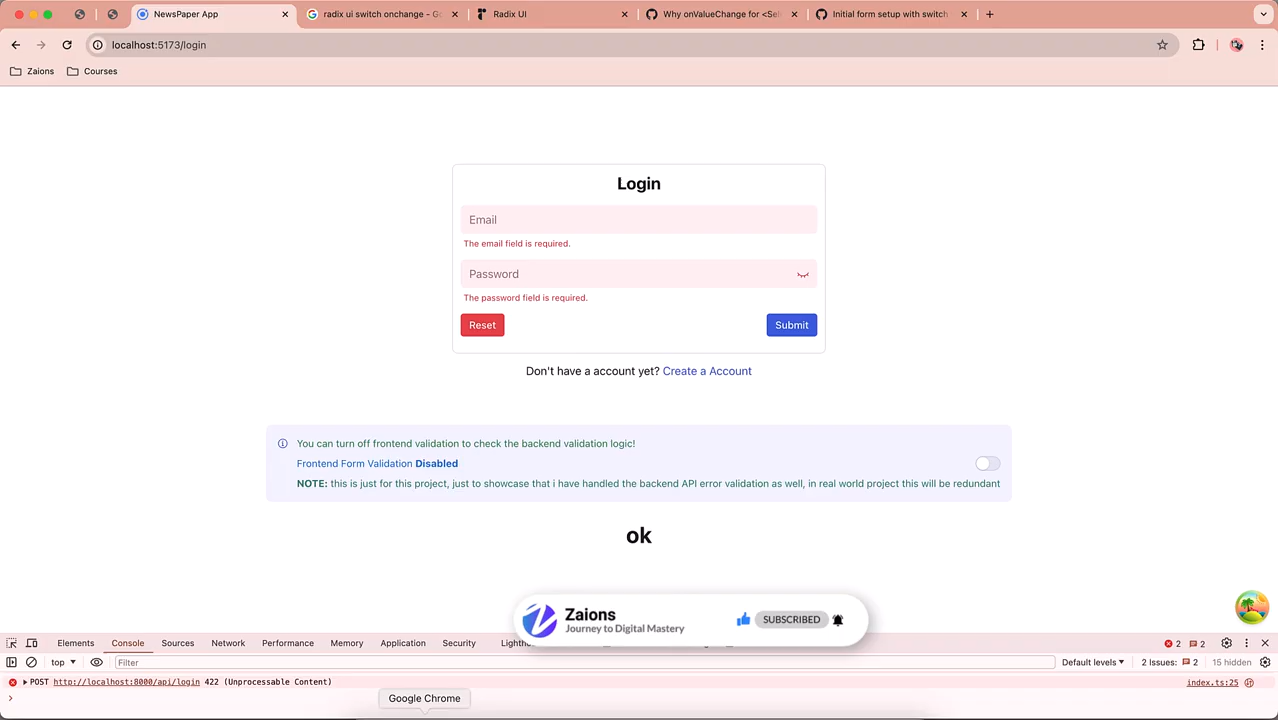 NewsPaper App
radix ui switch onchange - Go
Radix UI
Why onValueChange for <Sel
Initial form setup with switch
localhost:5173/login
Zaions
Courses
Login
Email
The email field is required.
Password
The password field is required.
Reset
Submit
Don't have a account yet? Create a Account
You can turn off frontend validation to check the backend validation logic!
Frontend Form Validation Disabled
NOTE: this is just for this project, just to showcase that i have handled the backend API error validation as well, in real world project this will be redundant
ok
Zaions
Journey to Digital Mastery
SUBSCRIBED
Elements Console Sources Network Performance Memory Application Security Lighth
2 2
top Filter Default levels 2 Issues: 2 15 hidden
POST http://localhost:8000/api/login 422 (Unprocessable Content) index.ts:25
Google Chrome